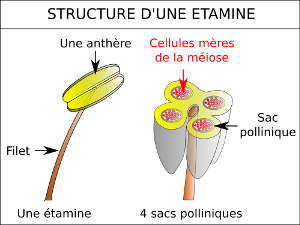 STRUCTURE D'UNE ETAMINE
Une anthère
Cellules mères
de la méiose
Sac
pollinique
Filet
Une étamine
4 sacs polliniques